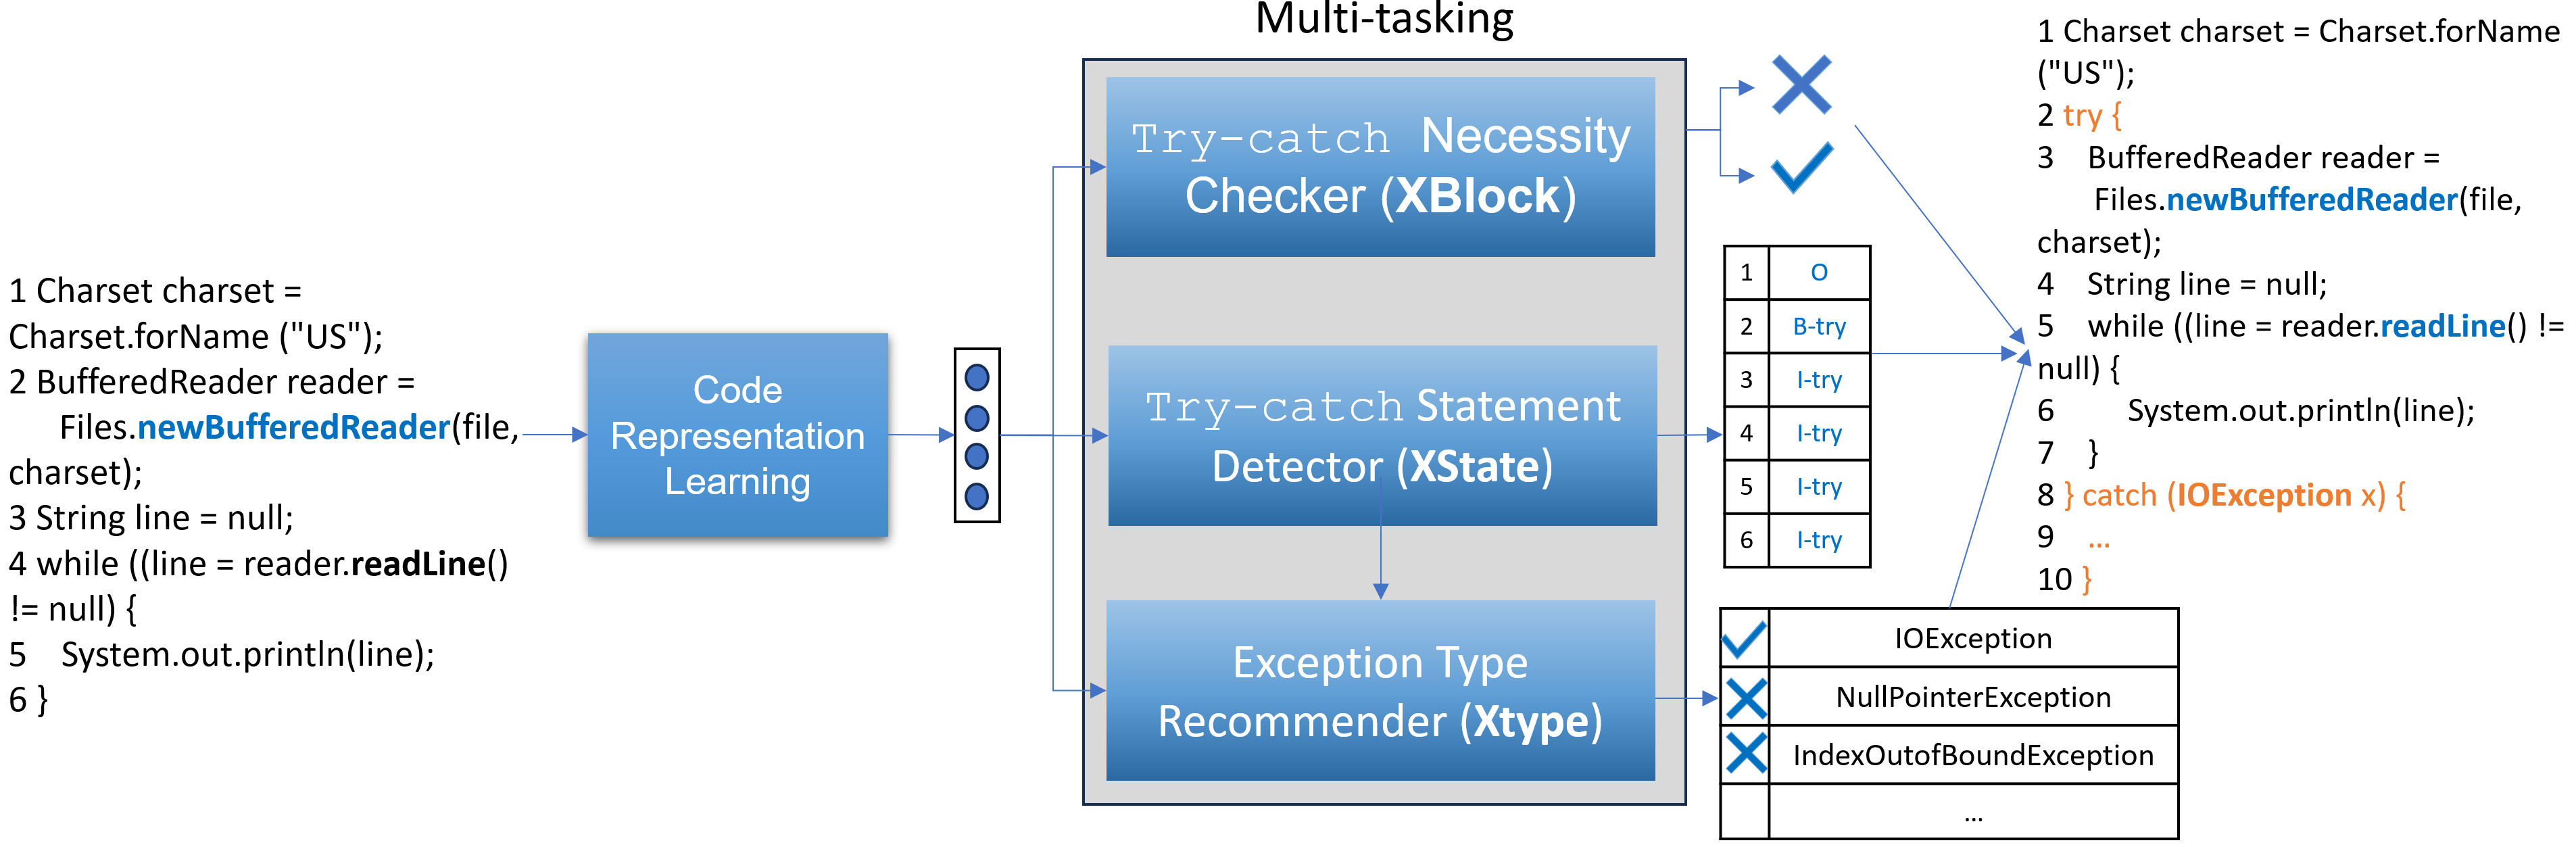 Multi-tasking
1 Charset charset =
Charset.forName ("US");
2 BufferedReader reader =
Files.newBufferedReader(file,
charset);
3 String line = null;
4 while ((line = reader.readLine()
!= null) {
5 System.out.println(line);
6 }
Code
Representation
Learning
Try-catch Necessity
Checker (XBlock)
Try-catch Statement
Detector (XState)
Exception Type
Recommender (Xtype)
1 O
2 B-try
3 I-try
4 I-try
5 I-try
6 I-try
IOException
NullPointerException
IndexOutofBoundException
...
1 Charset charset = Charset.forName
("US");
2 try {
3 BufferedReader reader =
Files.newBufferedReader(file,
charset);
4 String line = null;
5 while ((line = reader.readLine() !=
null) {
6 System.out.println(line);
7 }
8 } catch (IOException x) {
9 ...
10 }